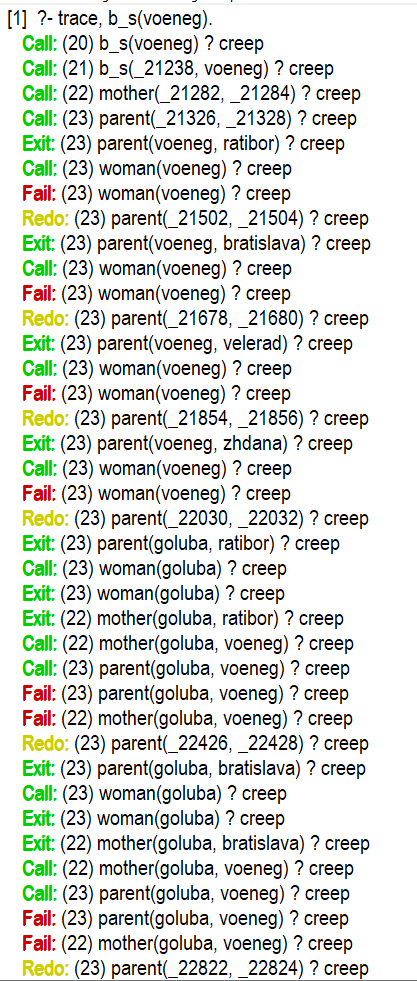 [1] ?- trace, b_s(voeneg).
Call: (20) b_s(voeneg) ? creep
Call: (21) b_s(_21238, voeneg) ? creep
Call: (22) mother(_21282, _21284) ? creep
Call: (23) parent(_21326, _21328) ? creep
Exit: (23) parent(voeneg, ratibor) ? creep
Call: (23) woman(voeneg) ? creep
Fail: (23) woman(voeneg) ? creep
Redo: (23) parent(_21502, _21504) ? creep
Exit: (23) parent(voeneg, bratislava) ? creep
Call: (23) woman(voeneg) ? creep
Fail: (23) woman(voeneg) ? creep
Redo: (23) parent(_21678, _21680) ? creep
Exit: (23) parent(voeneg, velerad) ? creep
Call: (23) woman(voeneg) ? creep
Fail: (23) woman(voeneg) ? creep
Redo: (23) parent(_21854, _21856) ? creep
Exit: (23) parent(voeneg, zhdana) ? creep
Call: (23) woman(voeneg) ? creep
Fail: (23) woman(voeneg) ? creep
Redo: (23) parent(_22030, _22032) ? creep
Exit: (23) parent(goluba, ratibor) ? creep
Call: (23) woman(goluba) ? creep
Exit: (23) woman(goluba) ? creep
Exit: (22) mother(goluba, ratibor) ? creep
Call: (22) mother(goluba, voeneg) ? creep
Call: (23) parent(goluba, voeneg) ? creep
Fail: (23) parent(goluba, voeneg) ? creep
Fail: (22) mother(goluba, voeneg) ? creep
Redo: (23) parent(_22426, _22428) ? creep
Exit: (23) parent(goluba, bratislava) ? creep
Call: (23) woman(goluba) ? creep
Exit: (23) woman(goluba) ? creep
Exit: (22) mother(goluba, bratislava) ? creep
Call: (22) mother(goluba, voeneg) ? creep
Call: (23) parent(goluba, voeneg) ? creep
Fail: (23) parent(goluba, voeneg) ? creep
Fail: (22) mother(goluba, voeneg) ? creep
Redo: (23) parent(_22822, _22824) ? creep